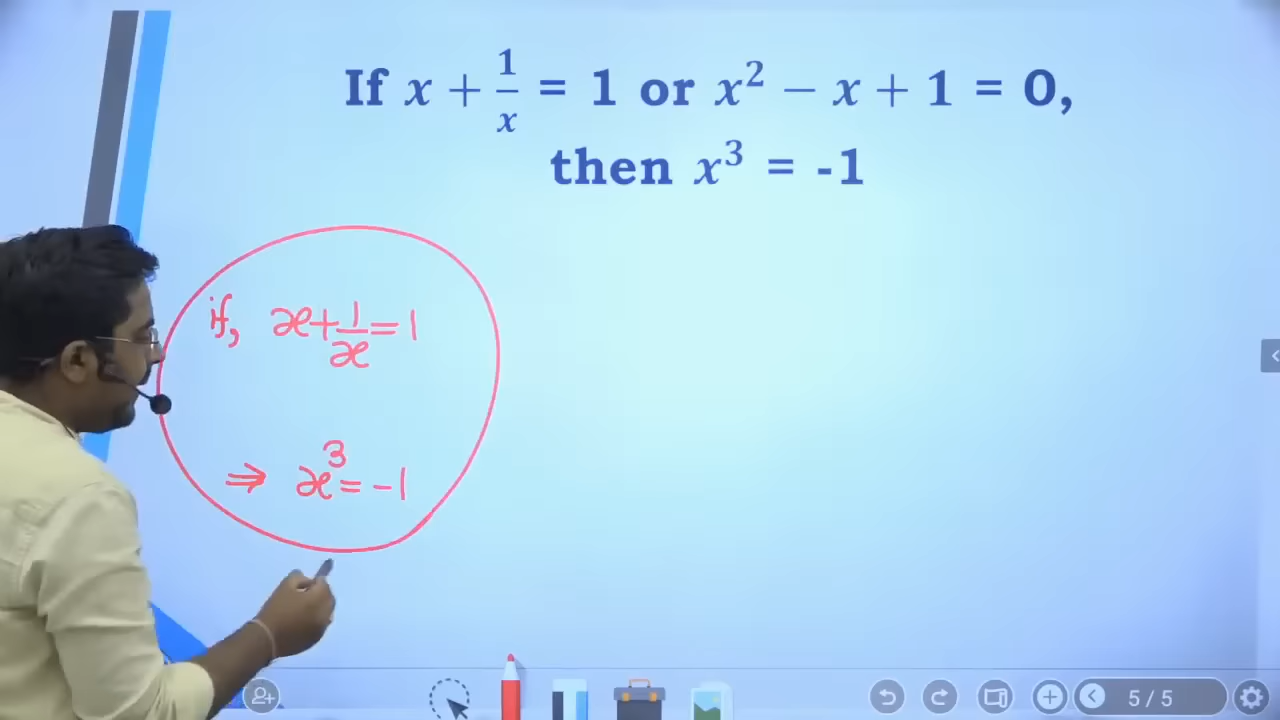 If x + 1/x = 1 or x² − x + 1 = 0,
then x³ = -1
if, x + 1/x = 1
⇒ x³ = -1
5 / 5